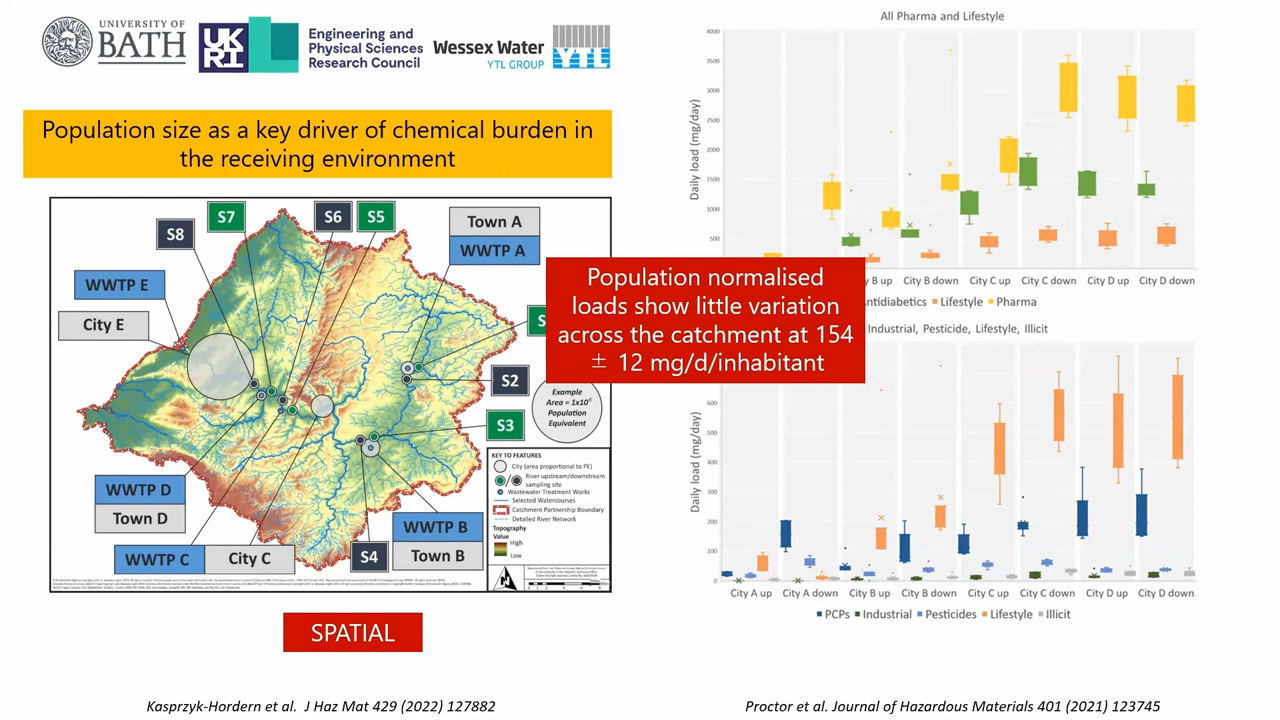 UNIVERSITY OF
BATH
UK
RI
Engineering and
Physical Sciences
Research Council
Wessex Water
YTL GROUP
YTL
Population size as a key driver of chemical burden in
the receiving environment
S7
S6
S5
S8
Town A
WWTP A
WWTP E
City E
S
S2
Example
Area = 1x10⁵
Population
Equivalent
S3
KEY TO FEATURES
City (area proportional to PE)
River upstream/downstream
sampling site
Wastewater Treatment Works
Selected Watercourses
Catchment Partnership Boundary
Detailed River Network
Topography
Value
High
Low
WWTP D
Town D
WWTP C
City C
S4
WWTP B
Town B
N
SPATIAL
Kasprzyk-Hordern et al. J Haz Mat 429 (2022) 127882
All Pharma and Lifestyle
Daily load (mg/day)
4000
3500
3000
2500
2000
1500
1000
500
B up
City B down
City C up
City C down
City D up
City D down
ntidiabetics
Lifestyle
Pharma
Population normalised
loads show little variation
across the catchment at 154
± 12 mg/d/inhabitant
Industrial, Pesticide, Lifestyle, Illicit
Daily load (mg/day)
600
500
400
300
200
100
0
City A up
City A down
City B up
City B down
City C up
City C down
City D up
City D down
PCPs
Industrial
Pesticides
Lifestyle
Illicit
Proctor et al. Journal of Hazardous Materials 401 (2021) 123745